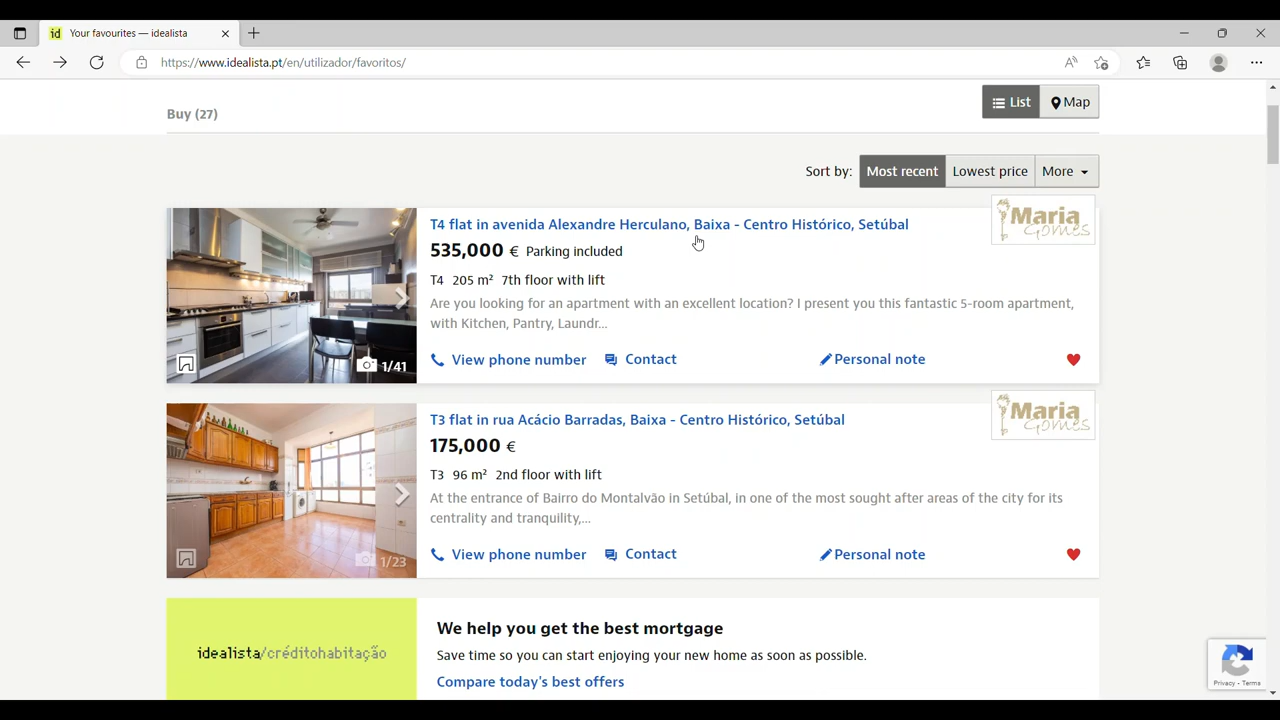 id Your favourites — idealista
https://www.idealista.pt/en/utilizador/favoritos/
Buy (27)
List
Map
Sort by: Most recent Lowest price More
Maria Gomes
T4 flat in avenida Alexandre Herculano, Baixa - Centro Histórico, Setúbal
535,000 € Parking included
T4 205 m² 7th floor with lift
Are you looking for an apartment with an excellent location? I present you this fantastic 5-room apartment,
with Kitchen, Pantry, Laundr...
1/41
View phone number Contact Personal note
Maria Gomes
T3 flat in rua Acácio Barradas, Baixa - Centro Histórico, Setúbal
175,000 €
T3 96 m² 2nd floor with lift
At the entrance of Bairro do Montalvão in Setúbal, in one of the most sought after areas of the city for its
centrality and tranquility,...
1/23
View phone number Contact Personal note
idealista/créditohabitação
We help you get the best mortgage
Save time so you can start enjoying your new home as soon as possible.
Compare today's best offers
Privacy - Terms